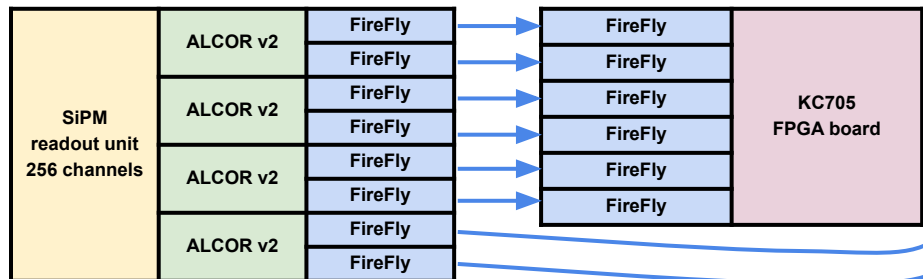 SiPM
readout unit
256 channels
ALCOR v2
ALCOR v2
ALCOR v2
ALCOR v2
FireFly
FireFly
FireFly
FireFly
FireFly
FireFly
FireFly
FireFly
FireFly
FireFly
FireFly
FireFly
FireFly
FireFly
KC705
FPGA board